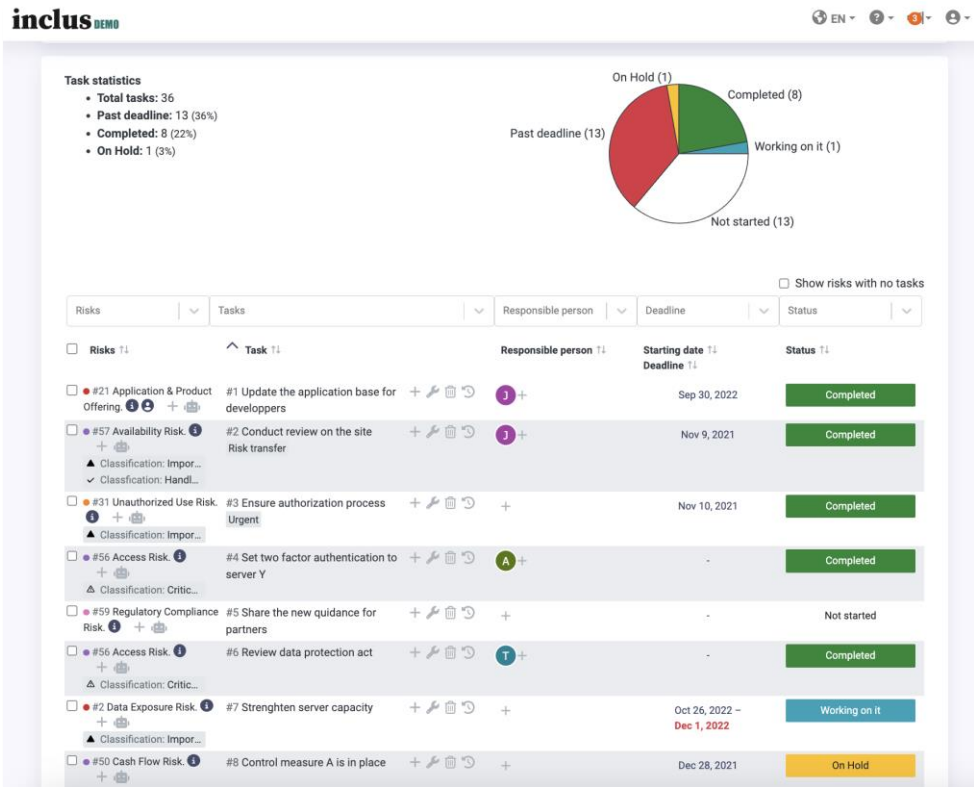 inclus DEMO
EN
3
Task statistics
Total tasks: 36
Past deadline: 13 (36%)
Completed: 8 (22%)
On Hold: 1 (3%)
On Hold (1)
Completed (8)
Past deadline (13)
Working on it (1)
Not started (13)
Show risks with no tasks
Risks Tasks Responsible person Deadline Status
Risks Task Responsible person Starting date Status
Deadline
#21 Application & Product #1 Update the application base for J Sep 30, 2022 Completed
Offering. developpers
#57 Availability Risk. #2 Conduct review on the site J Nov 9, 2021 Completed
Risk transfer
Classification: Impor...
Classfication: Handl...
#31 Unauthorized Use Risk. #3 Ensure authorization process Nov 10, 2021 Completed
Urgent
Classification: Impor...
#56 Access Risk. #4 Set two factor authentication to A - Completed
server Y
Classification: Critic...
#59 Regulatory Compliance #5 Share the new quidance for - Not started
Risk. partners
#56 Access Risk. #6 Review data protection act T - Completed
Classification: Critic...
#2 Data Exposure Risk. #7 Strenghten server capacity Oct 26, 2022 – Working on it
Dec 1, 2022
Classification: Impor...
#50 Cash Flow Risk. #8 Control measure A is in place Dec 28, 2021 On Hold